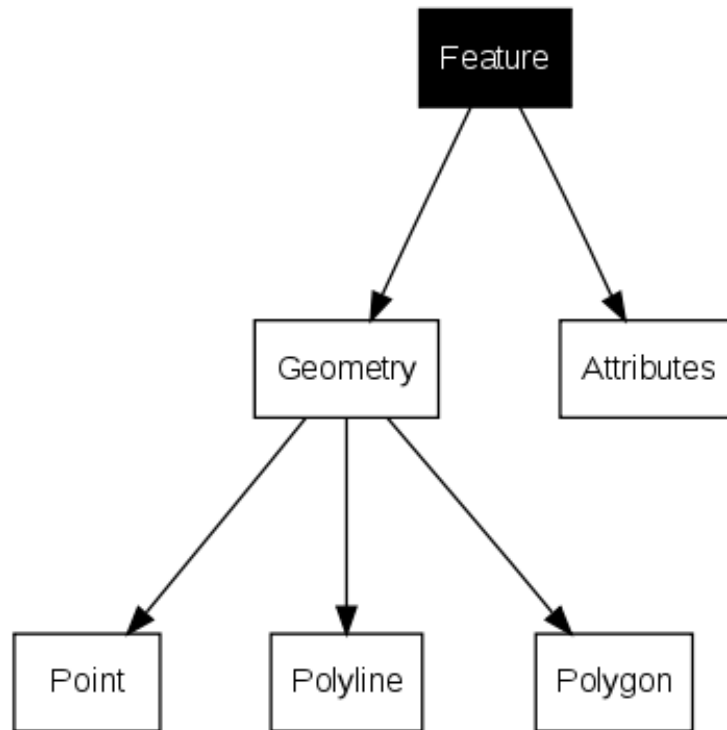 Feature
Geometry
Attributes
Point
Polyline
Polygon